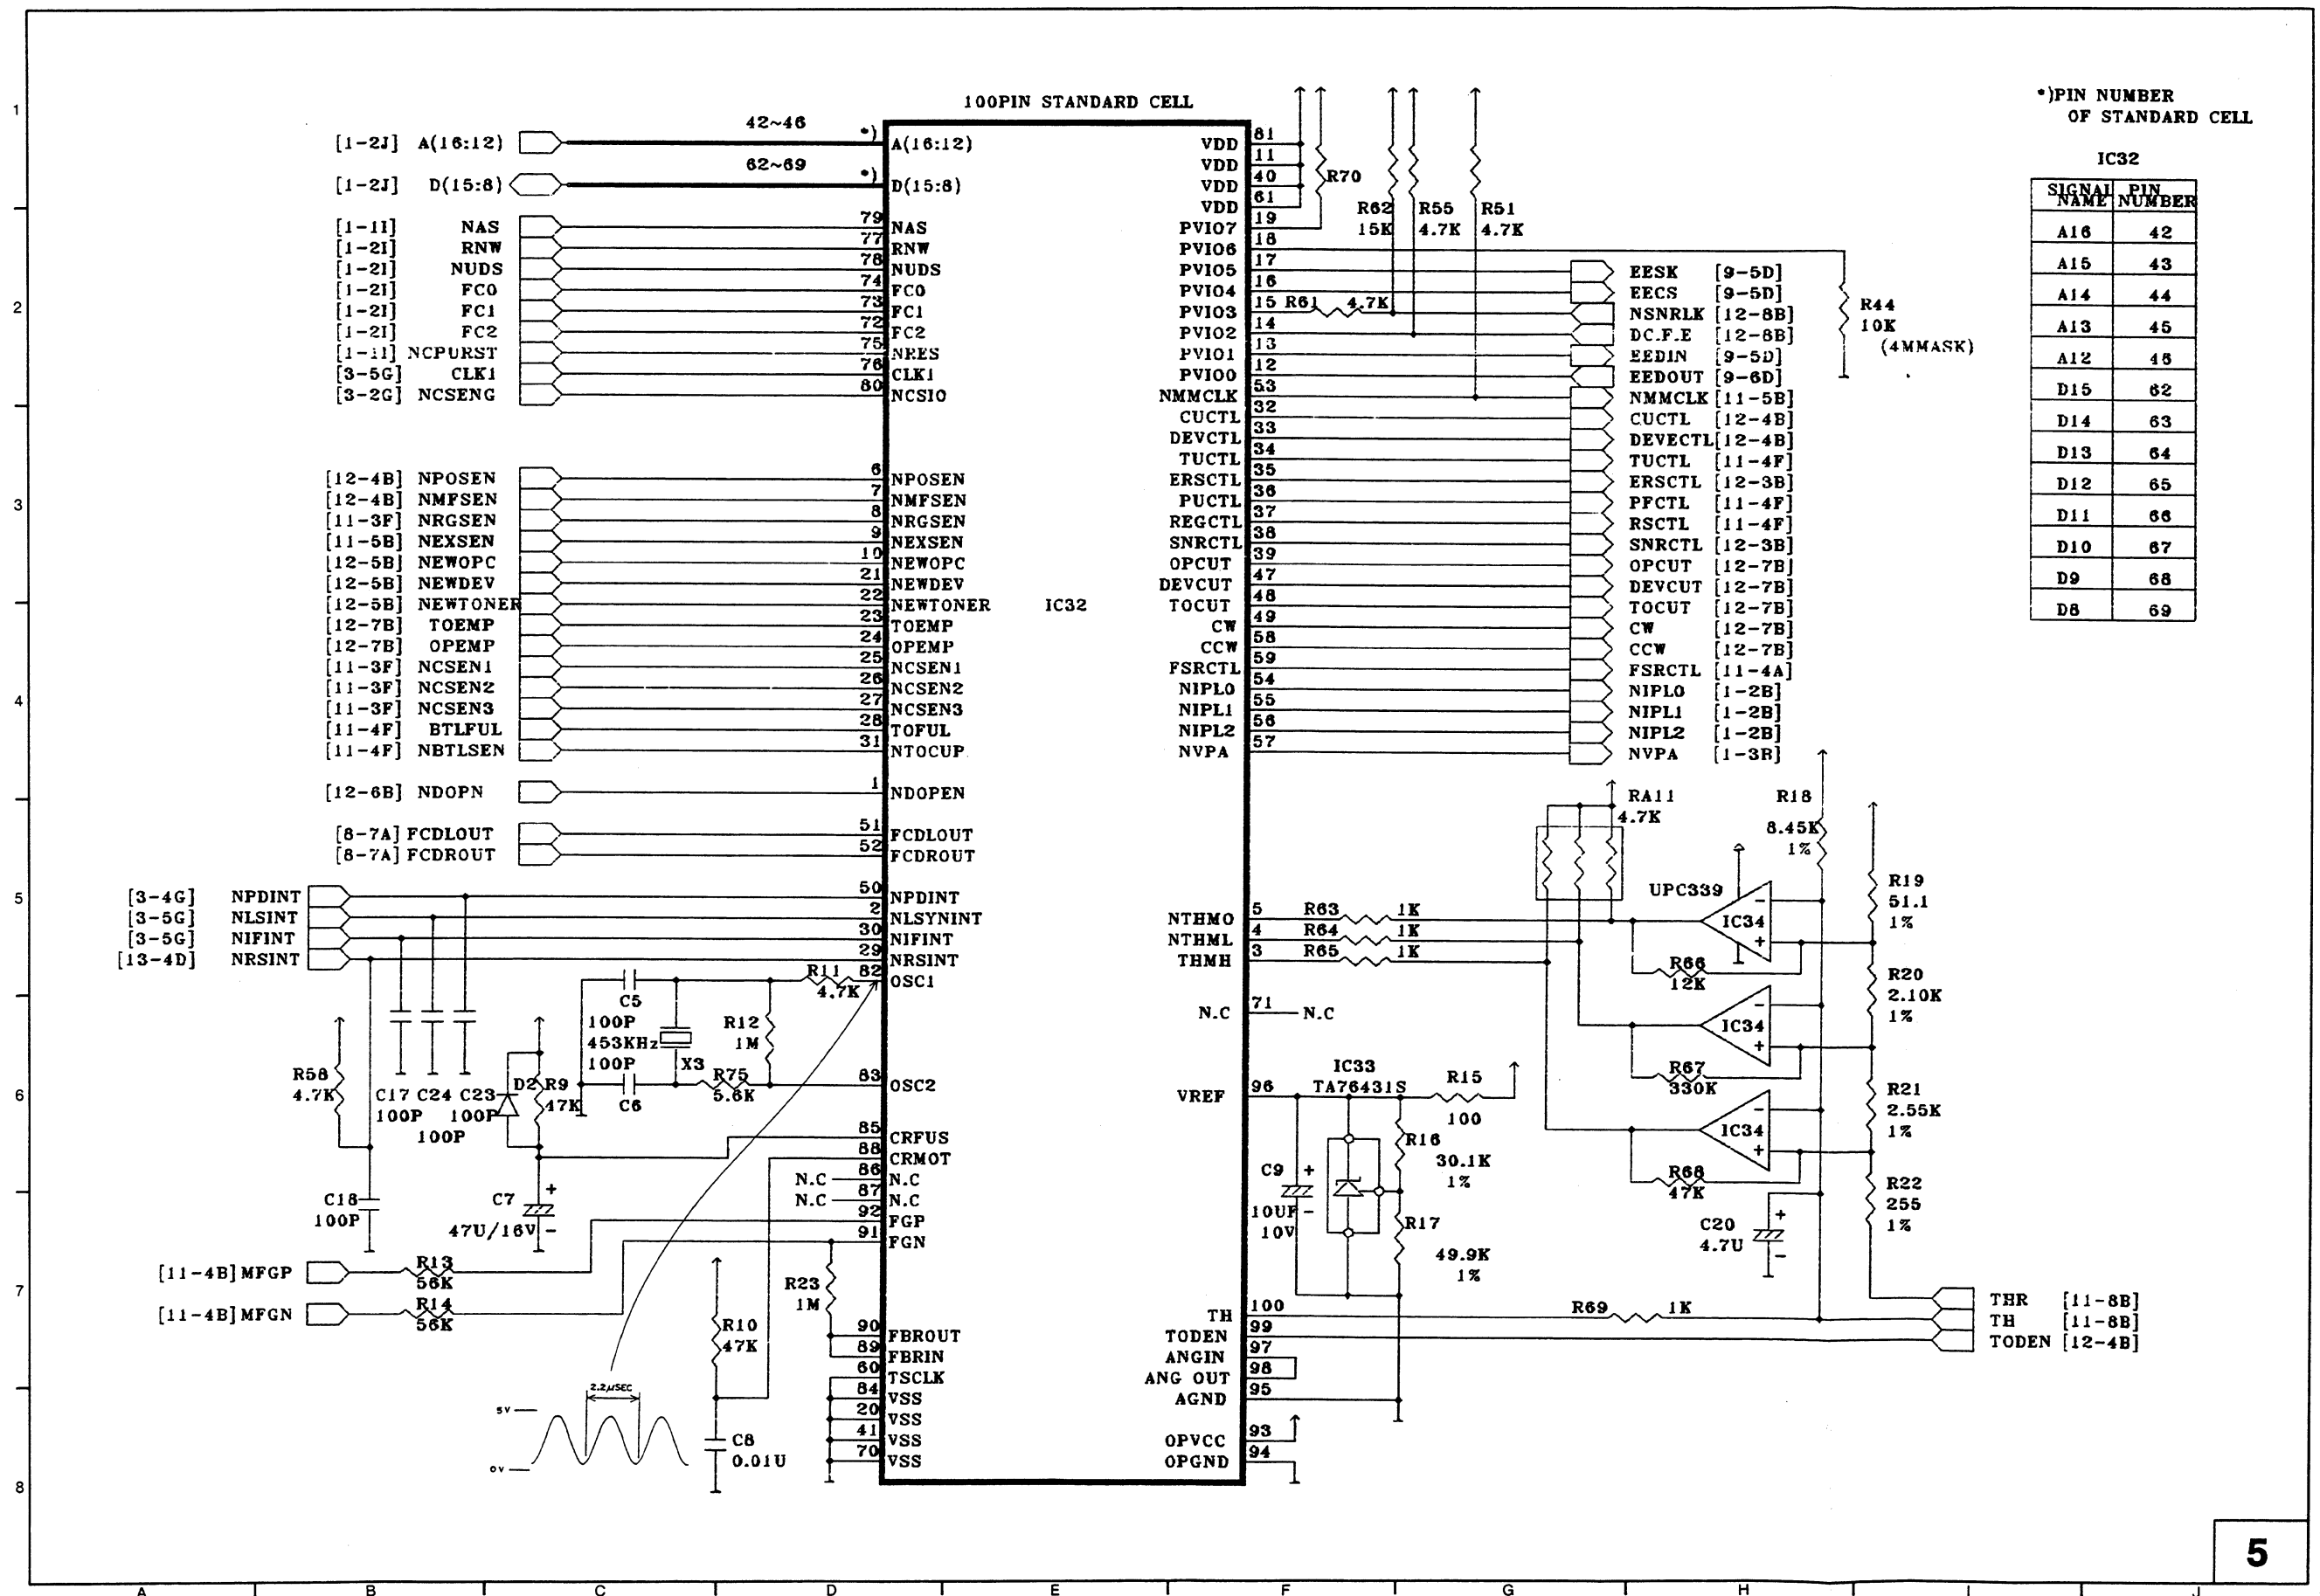 100PIN STANDARD CELL
*)PIN NUMBER
OF STANDARD CELL
IC32
SIGNAL NAME PIN NUMBER
A16 42
A15 43
A14 44
A13 45
A12 46
D15 62
D14 63
D13 64
D12 65
D11 66
D10 67
D9 68
D8 69
[1-2J] A(16:12) 42~46 *) A(16:12)
[1-2J] D(15:8) 62~69 *) D(15:8)
[1-1I] NAS 79 NAS
[1-2I] RNW 77 RNW
[1-2I] NUDS 78 NUDS
[1-2I] FC0 74 FC0
[1-2I] FC1 73 FC1
[1-2I] FC2 72 FC2
[1-1I] NCPURST 75 NRES
[3-5G] CLK1 76 CLK1
[3-2G] NCSENG 80 NCSIO
[12-4B] NPOSEN 6 NPOSEN
[12-4B] NMFSEN 7 NMFSEN
[11-3F] NRGSEN 8 NRGSEN
[11-5B] NEXSEN 9 NEXSEN
[12-5B] NEWOPC 10 NEWOPC
[12-5B] NEWDEV 21 NEWDEV
[12-5B] NEWTONER 22 NEWTONER
[12-7B] TOEMP 23 TOEMP
[12-7B] OPEMP 24 OPEMP
[11-3F] NCSEN1 25 NCSEN1
[11-3F] NCSEN2 26 NCSEN2
[11-3F] NCSEN3 27 NCSEN3
[11-4F] BTLFUL 28 TOFUL
[11-4F] NBTLSEN 31 NTOCUP
[12-6B] NDOPN 1 NDOPEN
[8-7A] FCDLOUT 51 FCDLOUT
[8-7A] FCDROUT 52 FCDROUT
[3-4G] NPDINT 50 NPDINT
[3-5G] NLSINT 2 NLSYNINT
[3-5G] NIFINT 30 NIFINT
[13-4D] NRSINT 29 NRSINT
R11 4.7K 82 OSC1
C5 100P
453KHz X3
100P C6
R12 1M
R75 5.6K
83 OSC2
R58 4.7K
C17 100P
C24 100P
C23 100P
D2
R9 47K
85 CRFUS
88 CRMOT
N.C 86 N.C
N.C 87 N.C
92 FGP
91 FGN
C18 100P
C7 47U/16V + −
[11-4B] MFGP R13 56K
[11-4B] MFGN R14 56K
R23 1M
R10 47K
90 FBROUT
89 FBRIN
60 TSCLK
84 VSS
20 VSS
41 VSS
70 VSS
C8 0.01U
2.2μSEC
5V
0V
IC32
VDD 81
VDD 11
VDD 40
VDD 61
PVIO7 19 R70
R62 15K
R55 4.7K
R51 4.7K
PVIO6 18
R44 10K
(4MMASK)
PVIO5 17 EESK [9-5D]
PVIO4 16 EECS [9-5D]
PVIO3 15 R61 4.7K NSNRLK [12-8B]
PVIO2 14 DC.F.E [12-8B]
PVIO1 13 EEDIN [9-5D]
PVIO0 12 EEDOUT [9-6D]
NMMCLK 53 NMMCLK [11-5B]
CUCTL 32 CUCTL [12-4B]
DEVCTL 33 DEVECTL [12-4B]
TUCTL 34 TUCTL [11-4F]
ERSCTL 35 ERSCTL [12-3B]
PUCTL 36 PFCTL [11-4F]
REGCTL 37 RSCTL [11-4F]
SNRCTL 38 SNRCTL [12-3B]
OPCUT 39 OPCUT [12-7B]
DEVCUT 47 DEVCUT [12-7B]
TOCUT 48 TOCUT [12-7B]
CW 49 CW [12-7B]
CCW 58 CCW [12-7B]
FSRCTL 59 FSRCTL [11-4A]
NIPL0 54 NIPL0 [1-2B]
NIPL1 55 NIPL1 [1-2B]
NIPL2 56 NIPL2 [1-2B]
NVPA 57 NVPA [1-3B]
RA11 4.7K
R18 8.45K 1%
UPC339
IC34 − +
R19 51.1 1%
NTHMO 5 R63 1K
NTHML 4 R64 1K
THMH 3 R65 1K
R66 12K
R20 2.10K 1%
N.C 71 N.C
IC34 − +
R67 330K
R21 2.55K 1%
IC34 − +
R68 47K
R22 255 1%
C20 4.7U + −
IC33 TA76431S
VREF 96
R15 100
R16 30.1K 1%
C9 10UF 10V + −
R17 49.9K 1%
TH 100 R69 1K
TODEN 99
ANGIN 97
ANG OUT 98
AGND 95
OPVCC 93
OPGND 94
THR [11-8B]
TH [11-8B]
TODEN [12-4B]
1
2
3
4
5
6
7
8
A B C D E F G H J
5